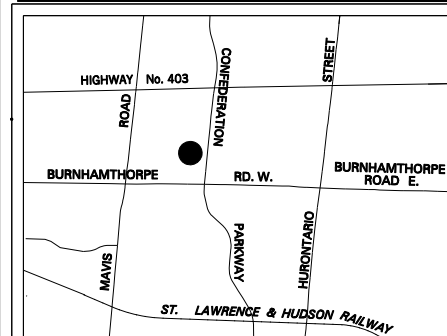 HIGHWAY No. 403
ROAD
CONFEDERATION
STREET
BURNHAMTHORPE RD. W.
BURNHAMTHORPE
ROAD E.
MAVIS
PARKWAY
HURONTARIO
ST. LAWRENCE & HUDSON RAILWAY